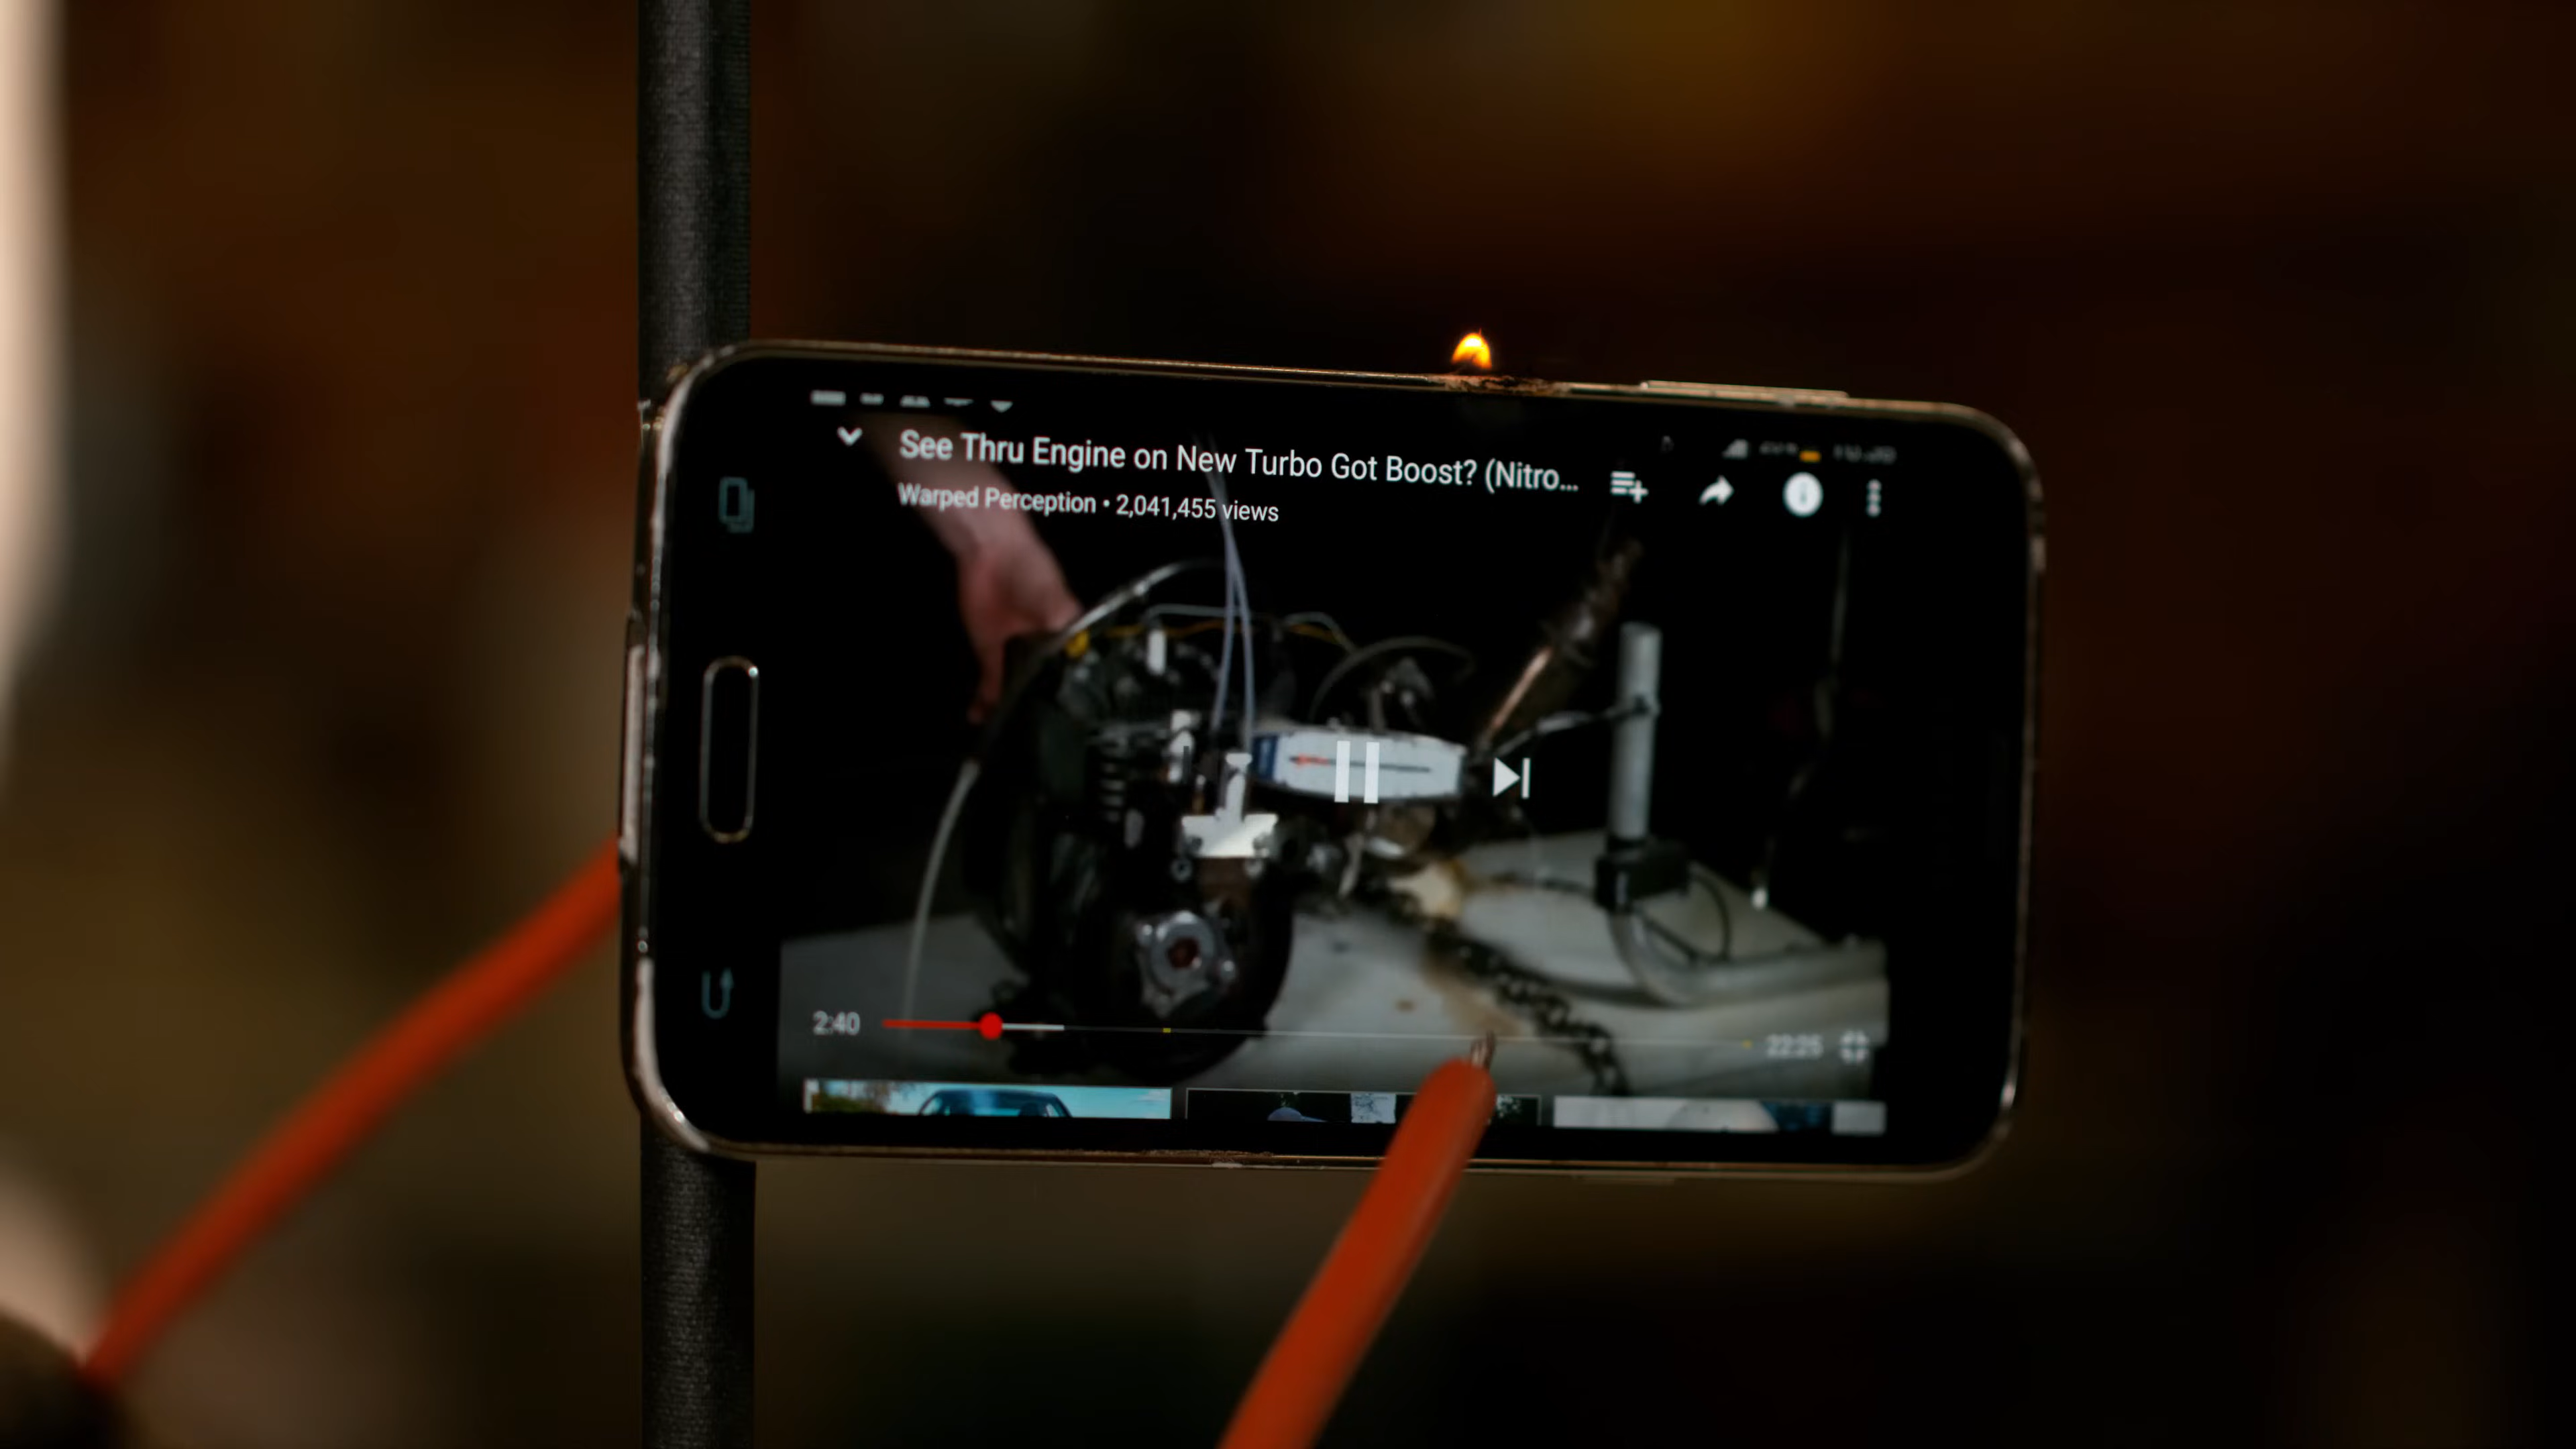 See Thru Engine on New Turbo Got Boost? (Nitro...
Warped Perception • 2,041,455 views
2:40
22:25